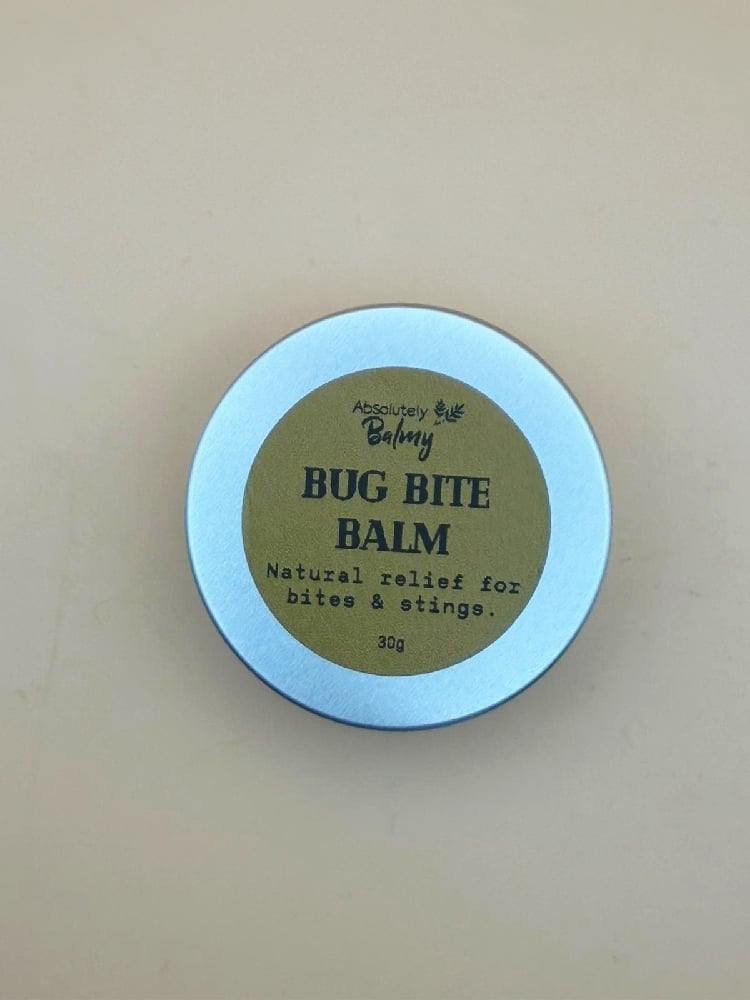 Absolutely
Balmy
BUG BITE
BALM
Natural relief for
bites & stings.
30g